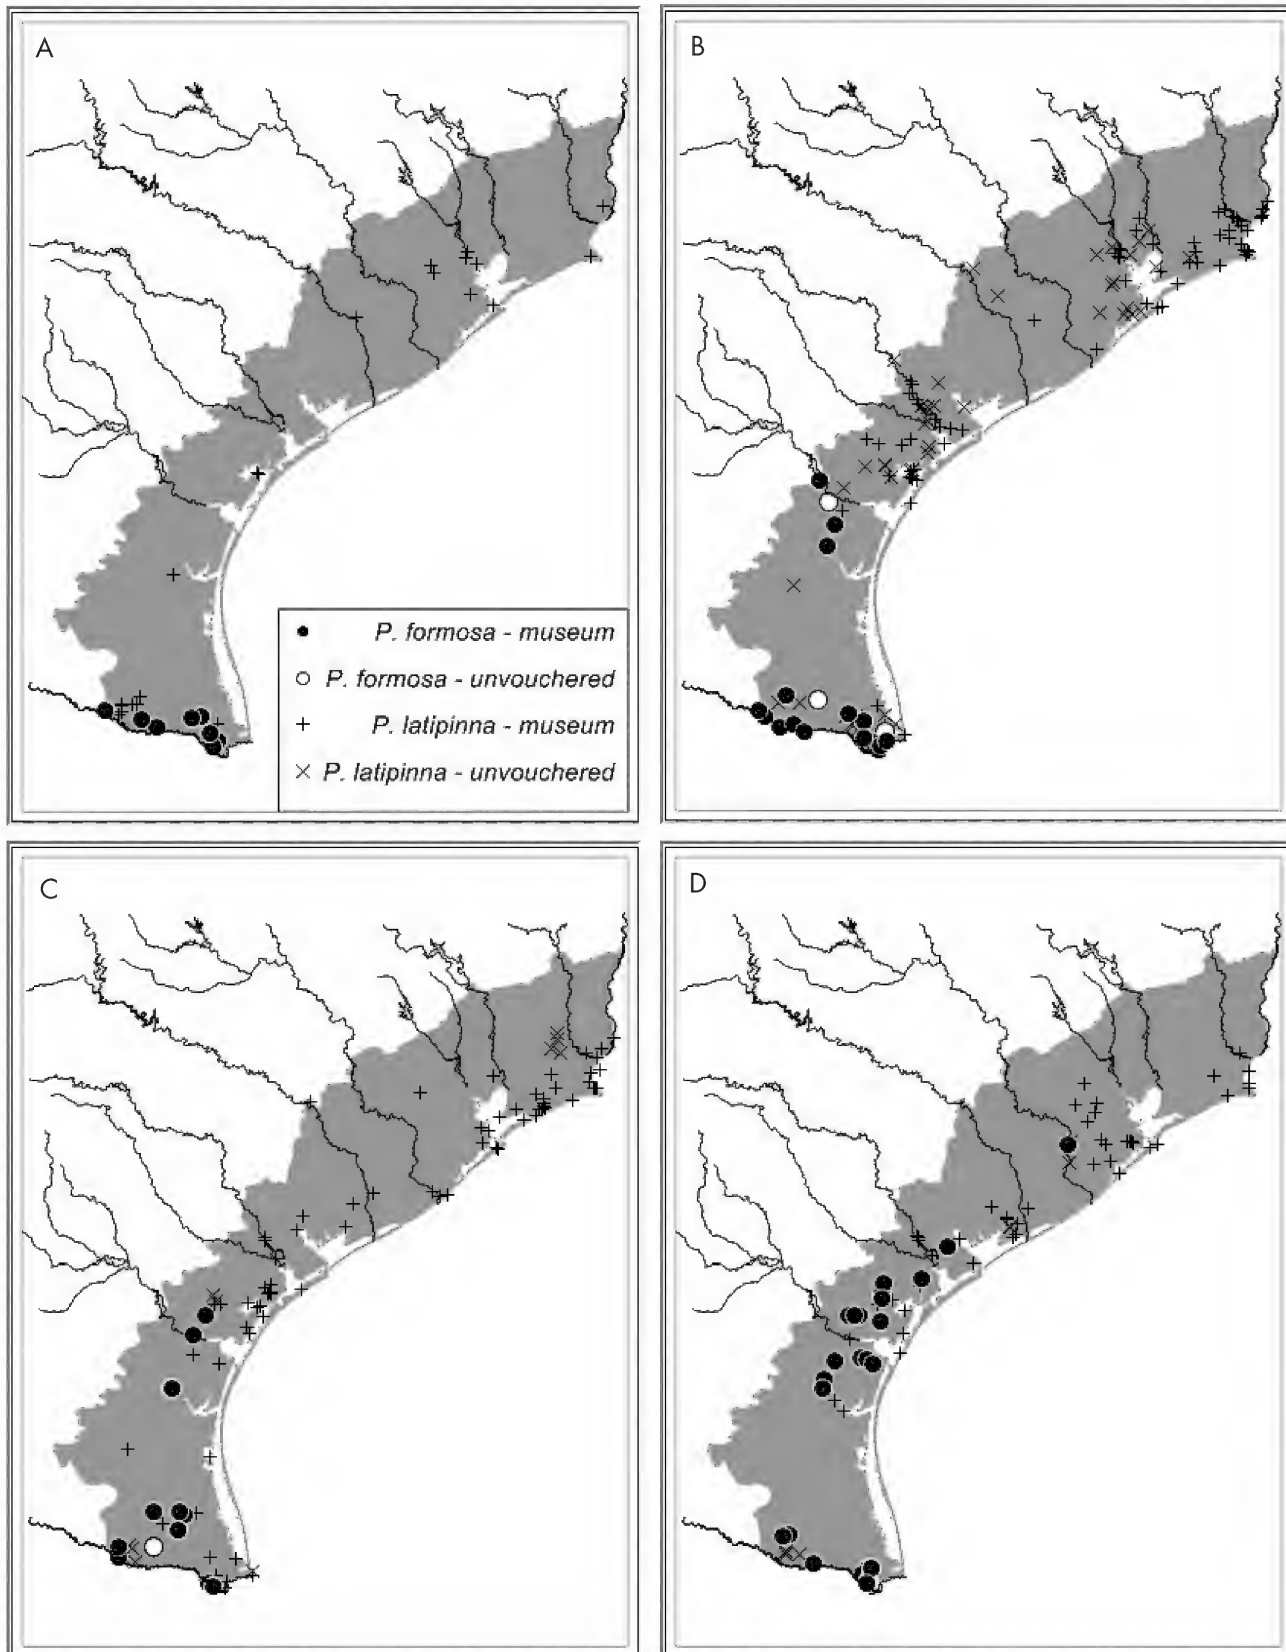 A
B
P. formosa - museum
P. formosa - unvouchered
P. latipinna - museum
P. latipinna - unvouchered
C
D